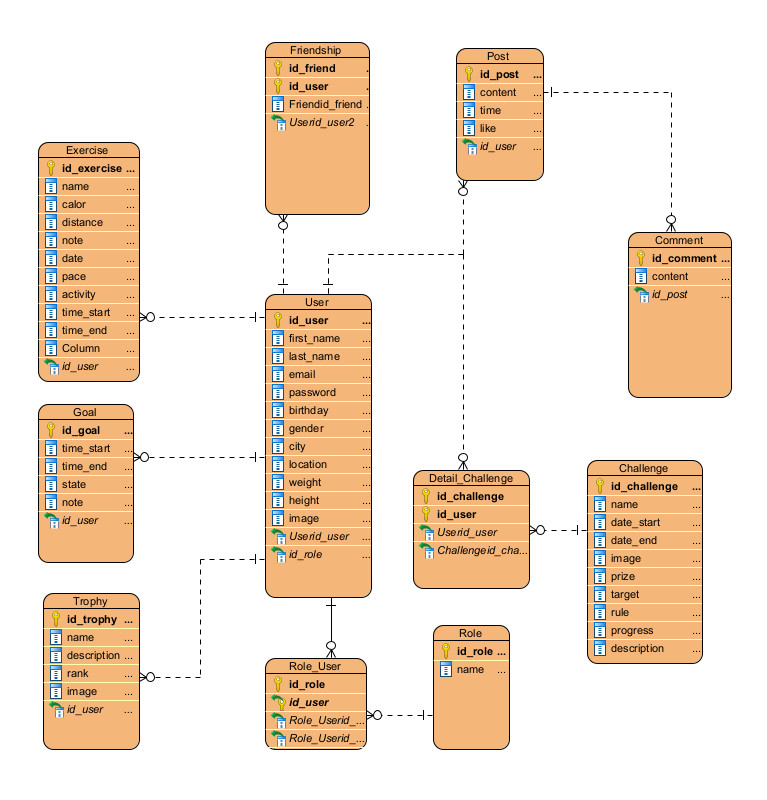 Friendship
id_friend .
id_user .
Friendid_friend .
Userid_user2 .
Post
id_post ...
content ...
time ...
like ...
id_user ...
Exercise
id_exercise ...
name ...
calor ...
distance ...
note ...
date ...
pace ...
activity ...
time_start ...
time_end ...
Column ...
id_user ...
Comment
id_comment ...
content ...
id_post ...
User
id_user ...
first_name ...
last_name ...
email ...
password ...
birthday ...
gender ...
city ...
location ...
weight ...
height ...
image ...
Userid_user ...
id_role ...
Goal
id_goal ...
time_start ...
time_end ...
state ...
note ...
id_user ...
Detail_Challenge
id_challenge
id_user
Userid_user
Challengeid_cha...
Challenge
id_challenge ...
name ...
date_start ...
date_end ...
image ...
prize ...
target ...
rule ...
progress ...
description ...
Trophy
id_trophy ...
name ...
description ...
rank ...
image ...
id_user ...
Role_User
id_role
id_user
Role_Userid_...
Role_Userid_...
Role
id_role ...
name ...